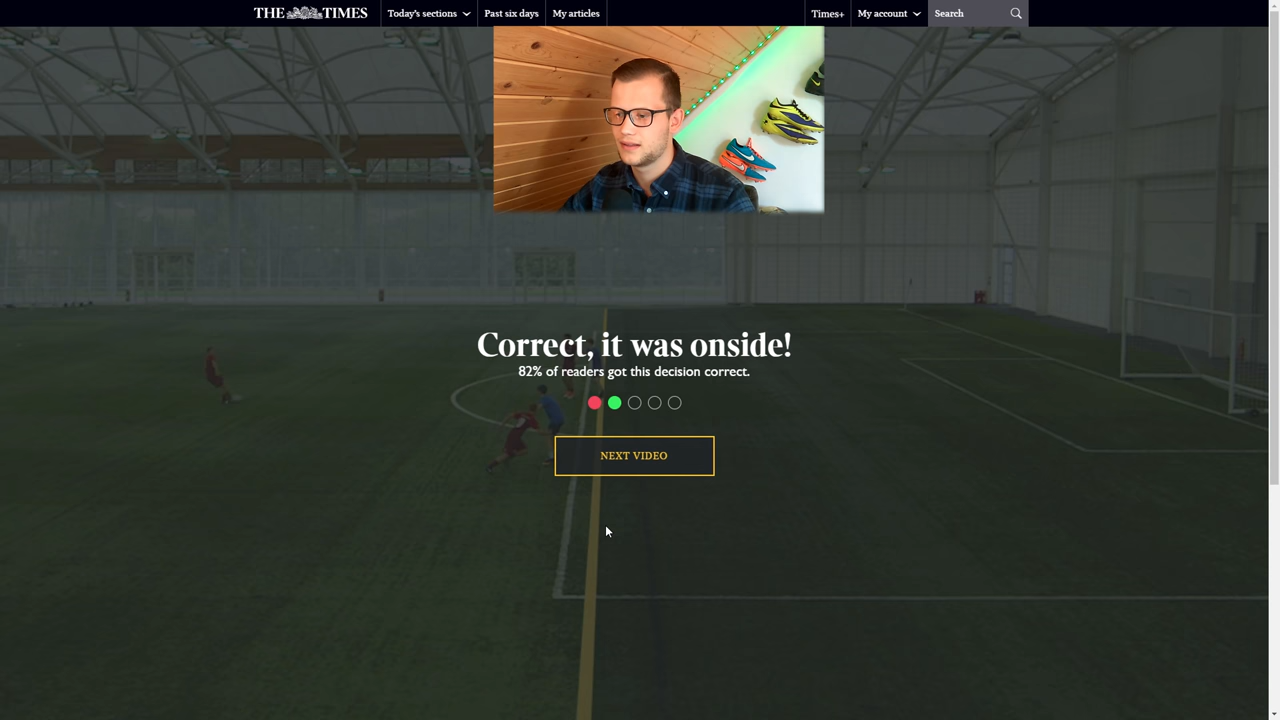 THE TIMES
Today's sections
Past six days
My articles
Times+
My account
Search
Correct, it was onside!
82% of readers got this decision correct.
NEXT VIDEO